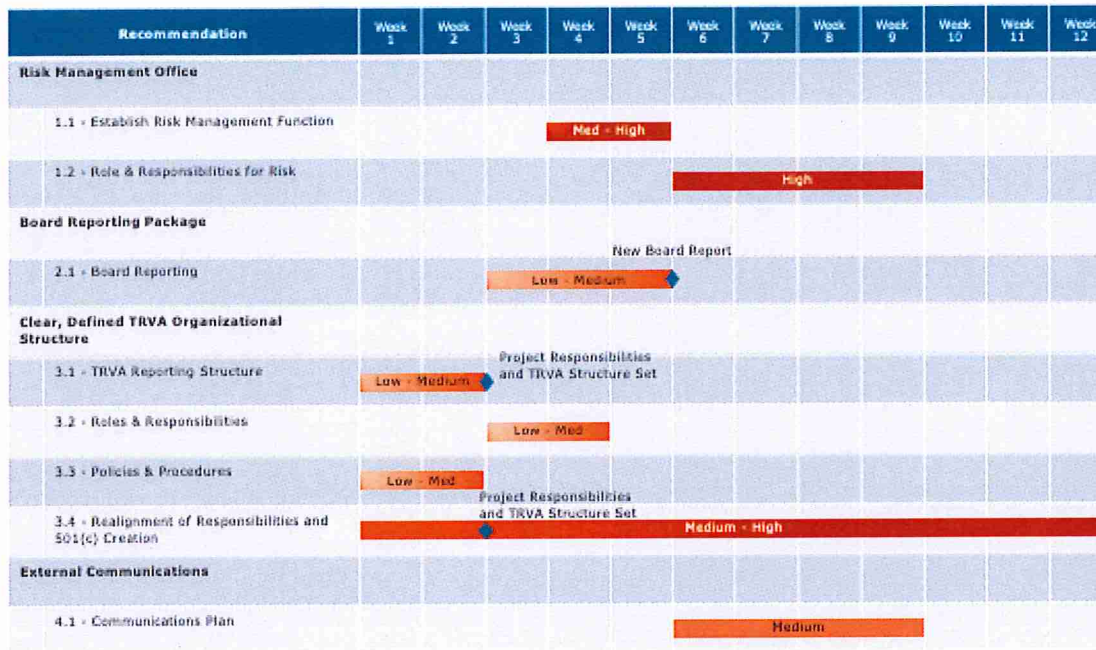 Recommendation
Week 1
Week 2
Week 3
Week 4
Week 5
Week 6
Week 7
Week 8
Week 9
Week 10
Week 11
Week 12
Risk Management Office
1.1 - Establish Risk Management Function
Med - High
1.2 - Role & Responsibilities for Risk
High
Board Reporting Package
New Board Report
2.1 - Board Reporting
Low - Medium
Clear, Defined TRVA Organizational
Structure
Project Responsibilities
and TRVA Structure Set
3.1 - TRVA Reporting Structure
Low - Medium
3.2 - Roles & Responsibilities
Low - Med
3.3 - Policies & Procedures
Low - Med
Project Responsibilities
and TRVA Structure Set
3.4 - Realignment of Responsibilities and
501(c) Creation
Medium - High
External Communications
4.1 - Communications Plan
Medium